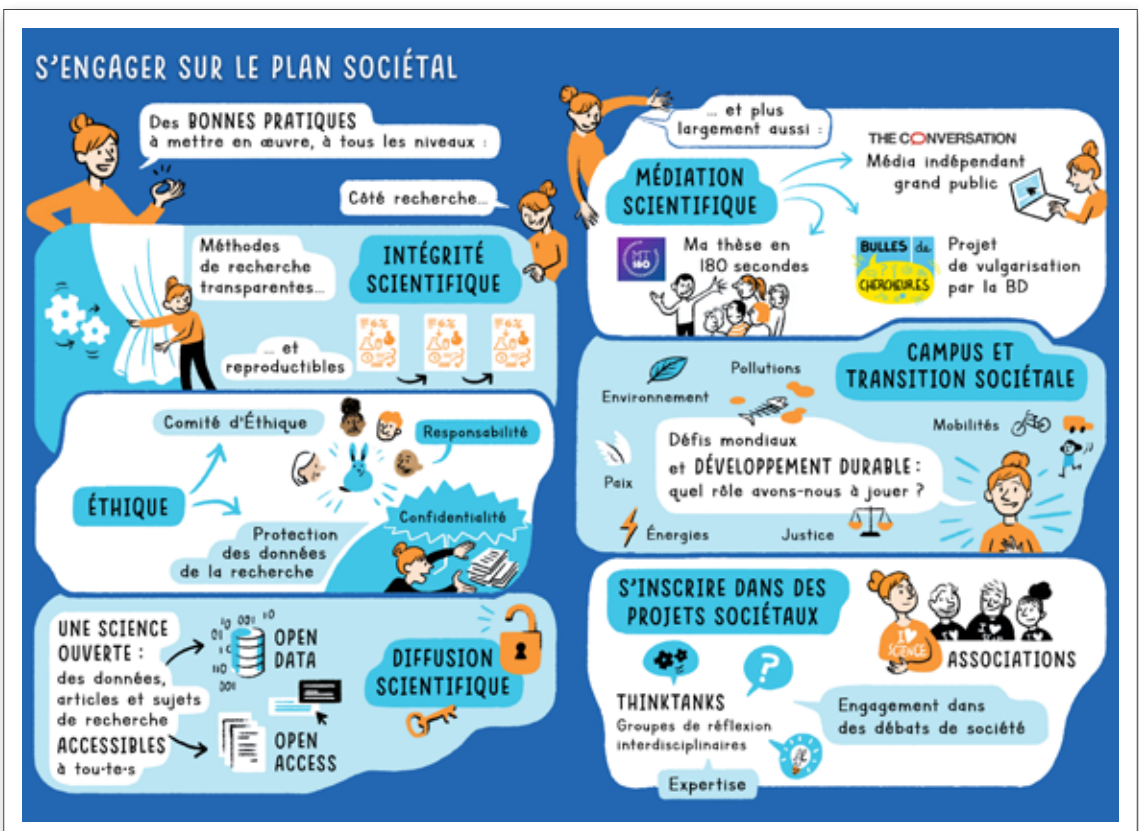 S'ENGAGER SUR LE PLAN SOCIÉTAL
Des BONNES PRATIQUES
à mettre en œuvre, à tous les niveaux :
Côté recherche...
Méthodes
de recherche
transparentes...
INTÉGRITÉ
SCIENTIFIQUE
... et
reproductibles
Comité d'Éthique
Responsabilité
ÉTHIQUE
Protection
des données
de la recherche
Confidentialité
UNE SCIENCE
OUVERTE :
des données,
articles et sujets
de recherche
ACCESSIBLES
à tou·te·s
OPEN
DATA
OPEN
ACCESS
DIFFUSION
SCIENTIFIQUE
... et plus
largement aussi :
MÉDIATION
SCIENTIFIQUE
THE CONVERSATION
Média indépendant
grand public
MT
180
Ma thèse en
180 secondes
BULLES de
CHERCHEUR.ES
Projet
de vulgarisation
par la BD
CAMPUS ET
TRANSITION SOCIÉTALE
Environnement
Pollutions
Mobilités
Défis mondiaux
et DÉVELOPPEMENT DURABLE :
quel rôle avons-nous à jouer ?
Paix
Énergies
Justice
S'INSCRIRE DANS DES
PROJETS SOCIÉTAUX
I ♥
SCIENCE
ASSOCIATIONS
THINKTANKS
Groupes de réflexion
interdisciplinaires
Engagement dans
des débats de société
Expertise